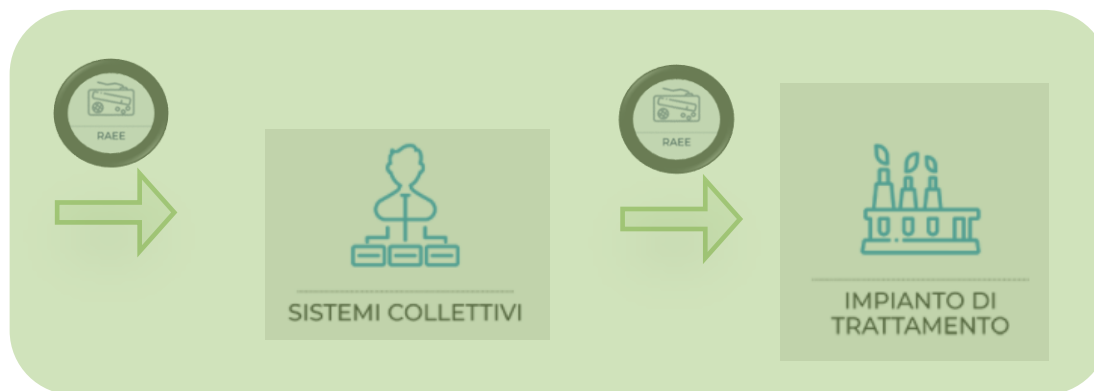 RAEE
SISTEMI COLLETTIVI
RAEE
IMPIANTO DI
TRATTAMENTO